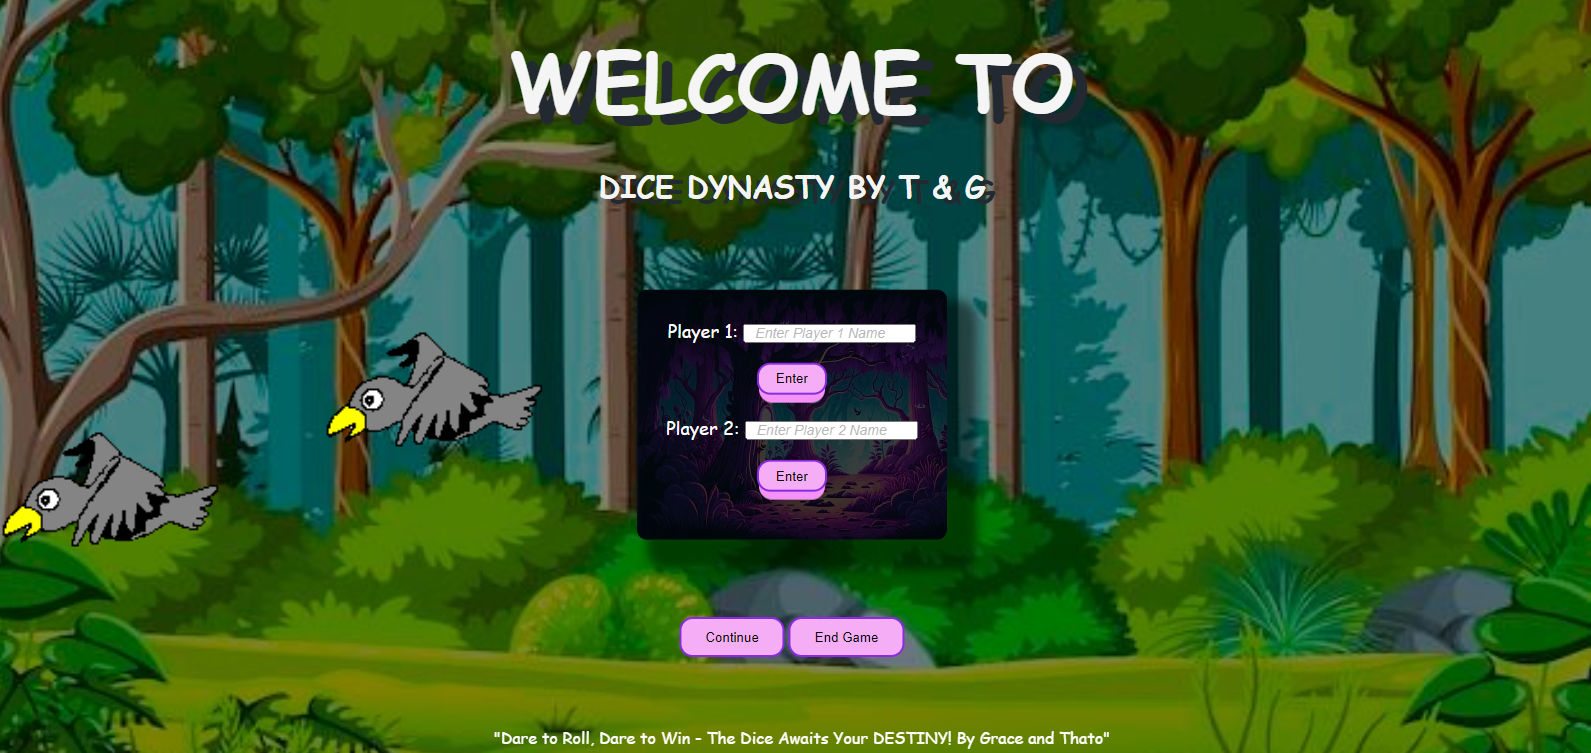 WELCOME TO
DICE DYNASTY BY T & G
Player 1: Enter Player 1 Name
Enter
Player 2: Enter Player 2 Name
Enter
Continue End Game
"Dare to Roll, Dare to Win - The Dice Awaits Your DESTINY! By Grace and Thato"